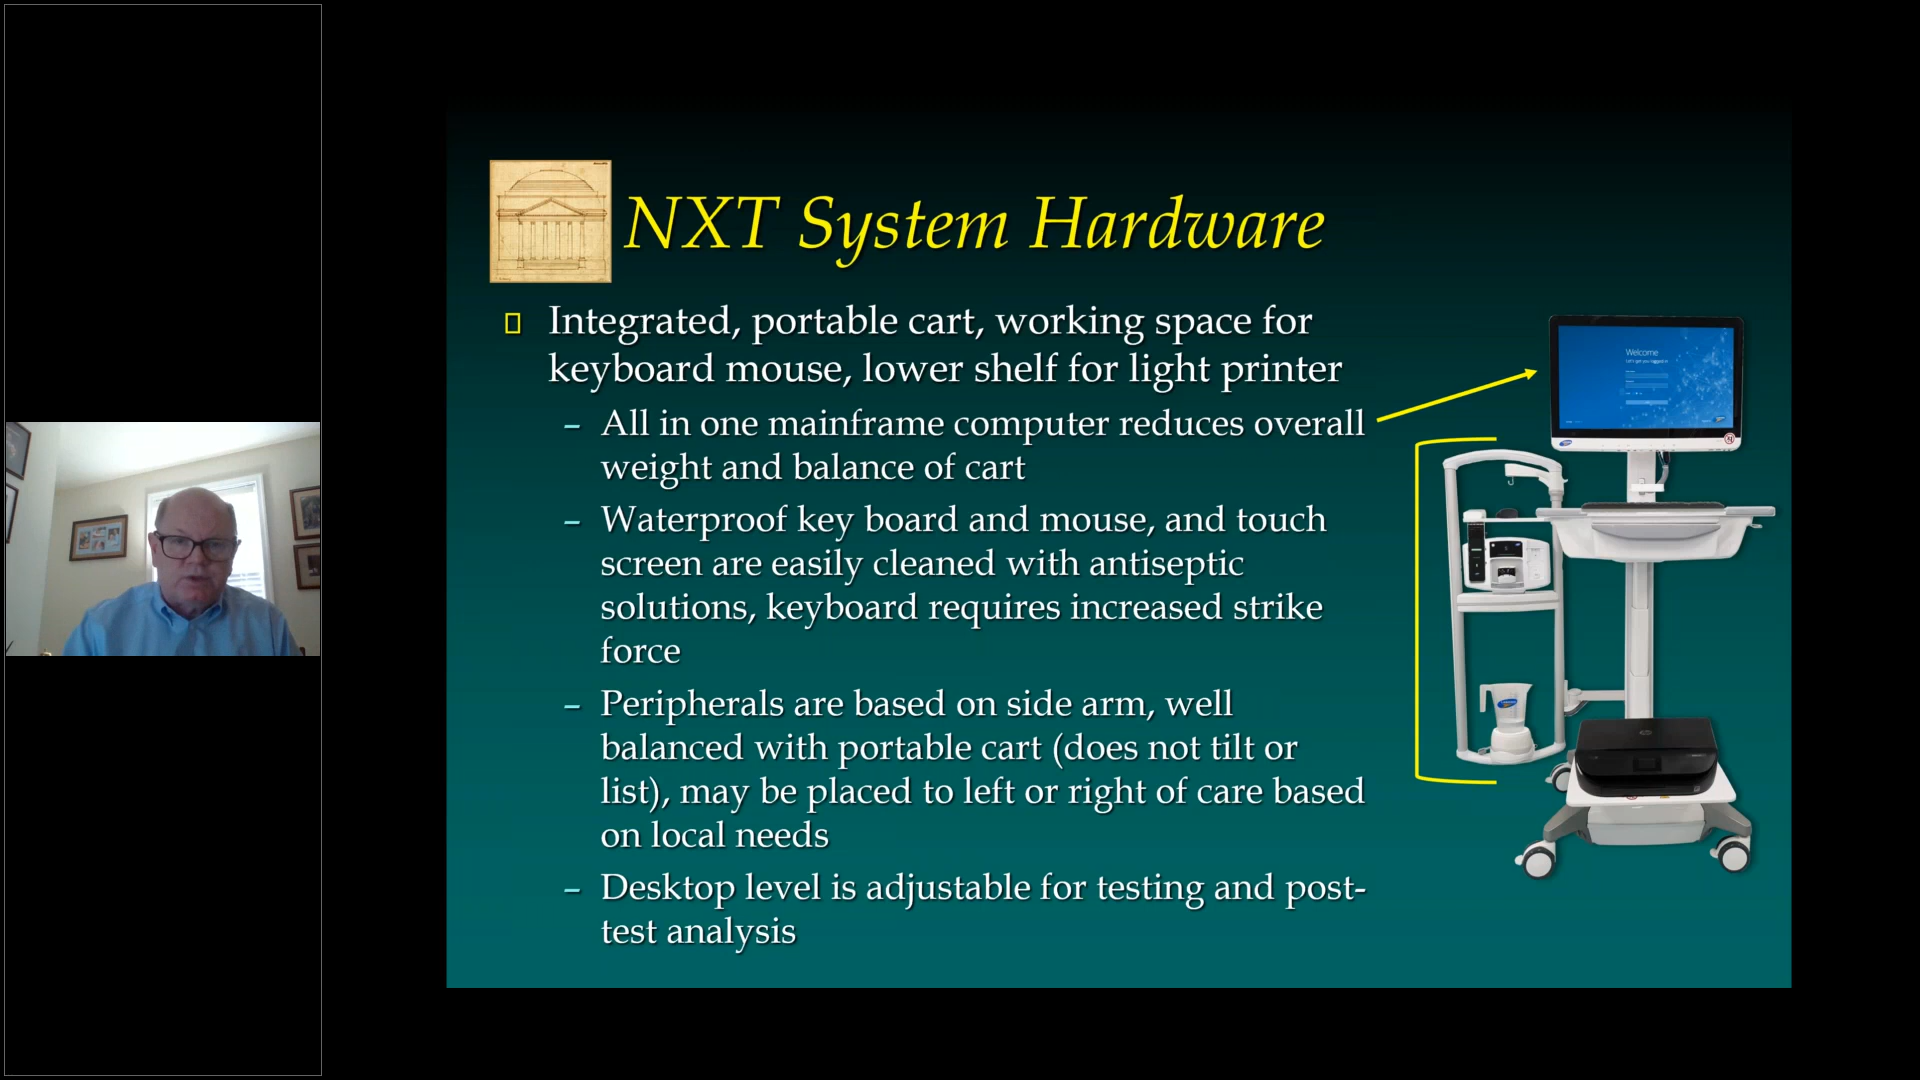 NXT System Hardware
Integrated, portable cart, working space for
keyboard mouse, lower shelf for light printer
– All in one mainframe computer reduces overall
weight and balance of cart
– Waterproof key board and mouse, and touch
screen are easily cleaned with antiseptic
solutions, keyboard requires increased strike
force
– Peripherals are based on side arm, well
balanced with portable cart (does not tilt or
list), may be placed to left or right of care based
on local needs
– Desktop level is adjustable for testing and post-
test analysis
Welcome